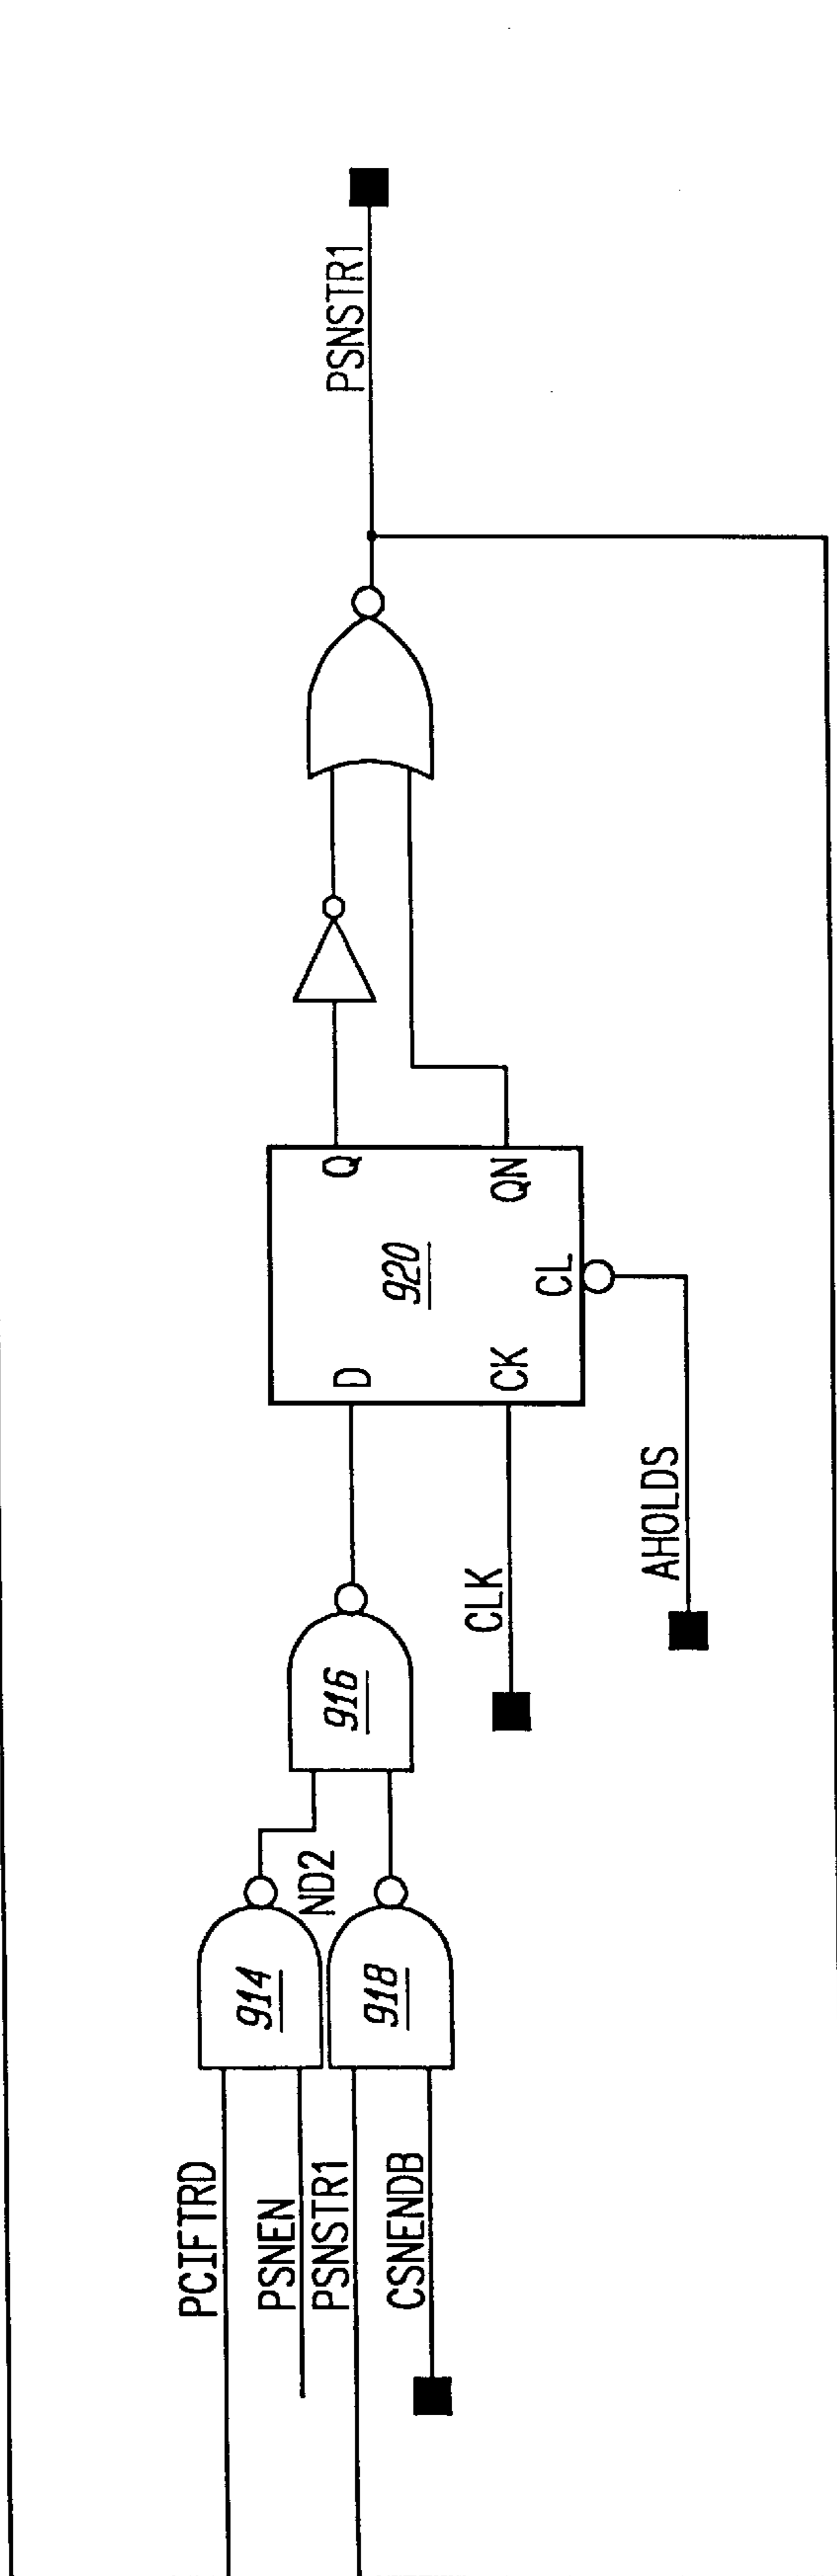 PCIFTRD
PSNEN
PSNSTR1
CSNENDB
914
918
ND2
916
CLK
AHOLDS
D
CK
CL
920
Q
QN
PSNSTR1